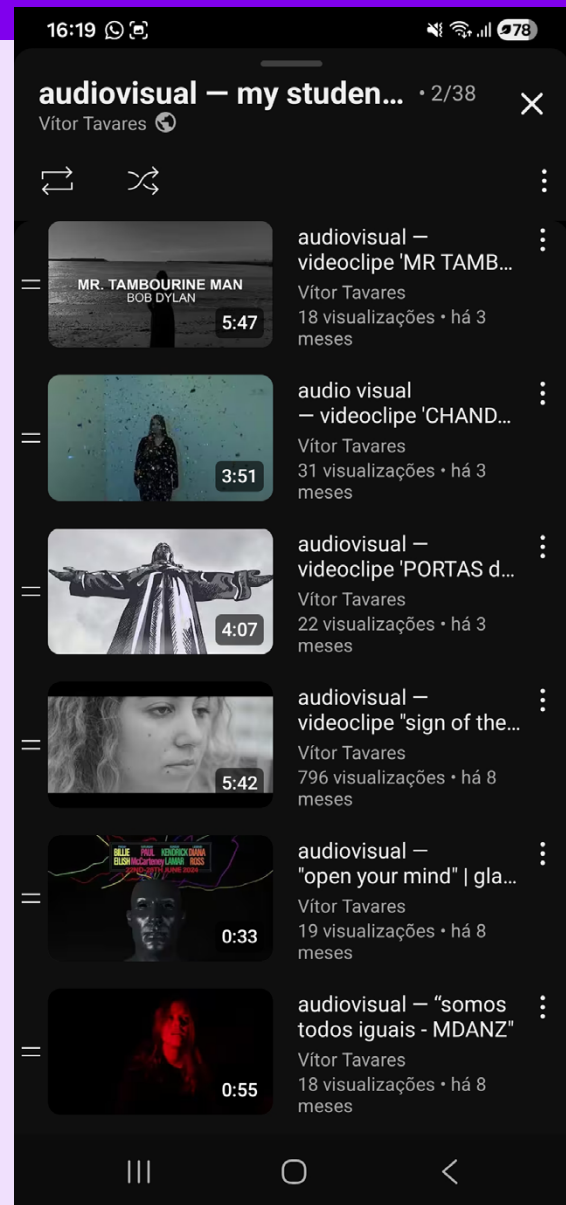 16:19
78
audiovisual — my studen... • 2/38
Vítor Tavares
MR. TAMBOURINE MAN
BOB DYLAN
5:47
audiovisual —
videoclipe 'MR TAMB...
Vítor Tavares
18 visualizações • há 3
meses
3:51
audio visual
— videoclipe 'CHAND...
Vítor Tavares
31 visualizações • há 3
meses
4:07
audiovisual —
videoclipe 'PORTAS d...
Vítor Tavares
22 visualizações • há 3
meses
5:42
audiovisual —
videoclipe "sign of the...
Vítor Tavares
796 visualizações • há 8
meses
BILLIE PAUL KENDRICK DIANA
EILISH McCarteney LAMAR ROSS
JUNE 2024
0:33
audiovisual —
"open your mind" | gla...
Vítor Tavares
19 visualizações • há 8
meses
0:55
audiovisual — “somos
todos iguais - MDANZ"
Vítor Tavares
18 visualizações • há 8
meses